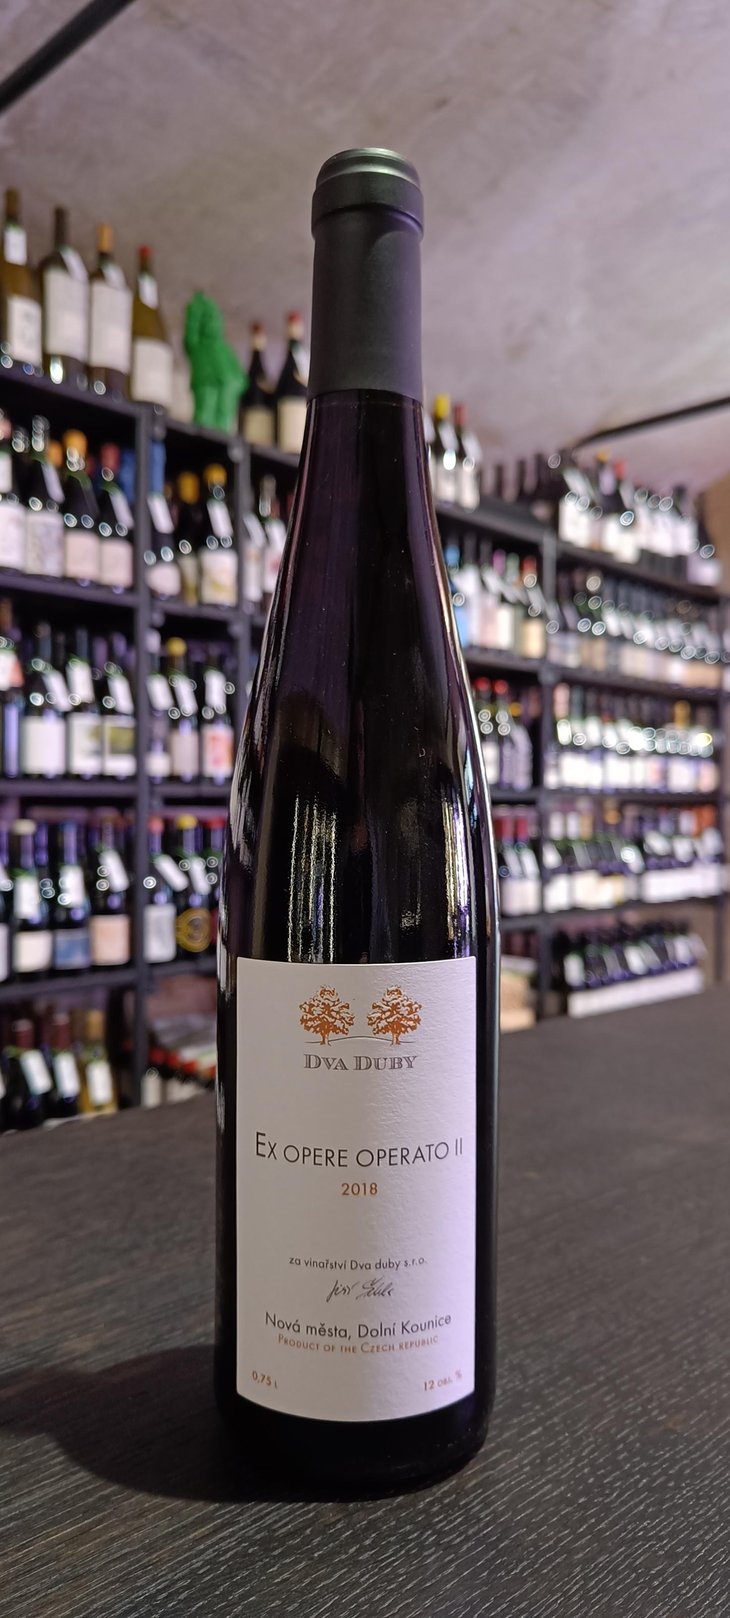 DVA DUBY
EX OPERE OPERATO II
2018
za vinařství Dva duby s.r.o.
Nová města, Dolní Kounice
PRODUCT OF THE CZECH REPUBLIC
0,75 l
12 OBJ. %